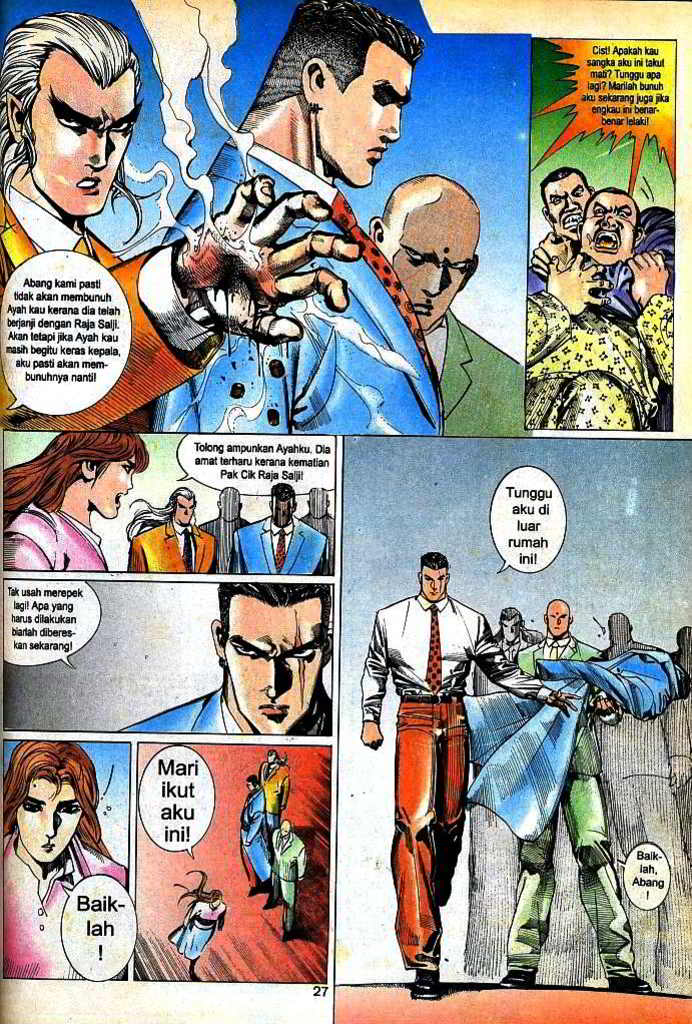 Abang kami pasti
tidak akan membunuh
Ayah kau kerana dia telah
berjanji dengan Raja Salji.
Akan tetapi jika Ayah kau
masih begitu keras kepala,
aku pasti akan mem-
bunuhnya nanti!
Cist! Apakah kau
sangka aku ini takut
mati? Tunggu apa
lagi? Marilah bunuh
aku sekarang juga jika
engkau ini benar-
benar lelaki!
Tolong ampunkan Ayahku. Dia
amat terharu kerana kematian
Pak Cik Raja Salji!
Tak usah merepek
lagi! Apa yang
harus dilakukan
biarlah diberes-
kan sekarang!
Baik-
lah
!
Mari
ikut
aku
ini!
Tunggu
aku di
luar
rumah
ini!
Baik-
lah,
Abang
!
27